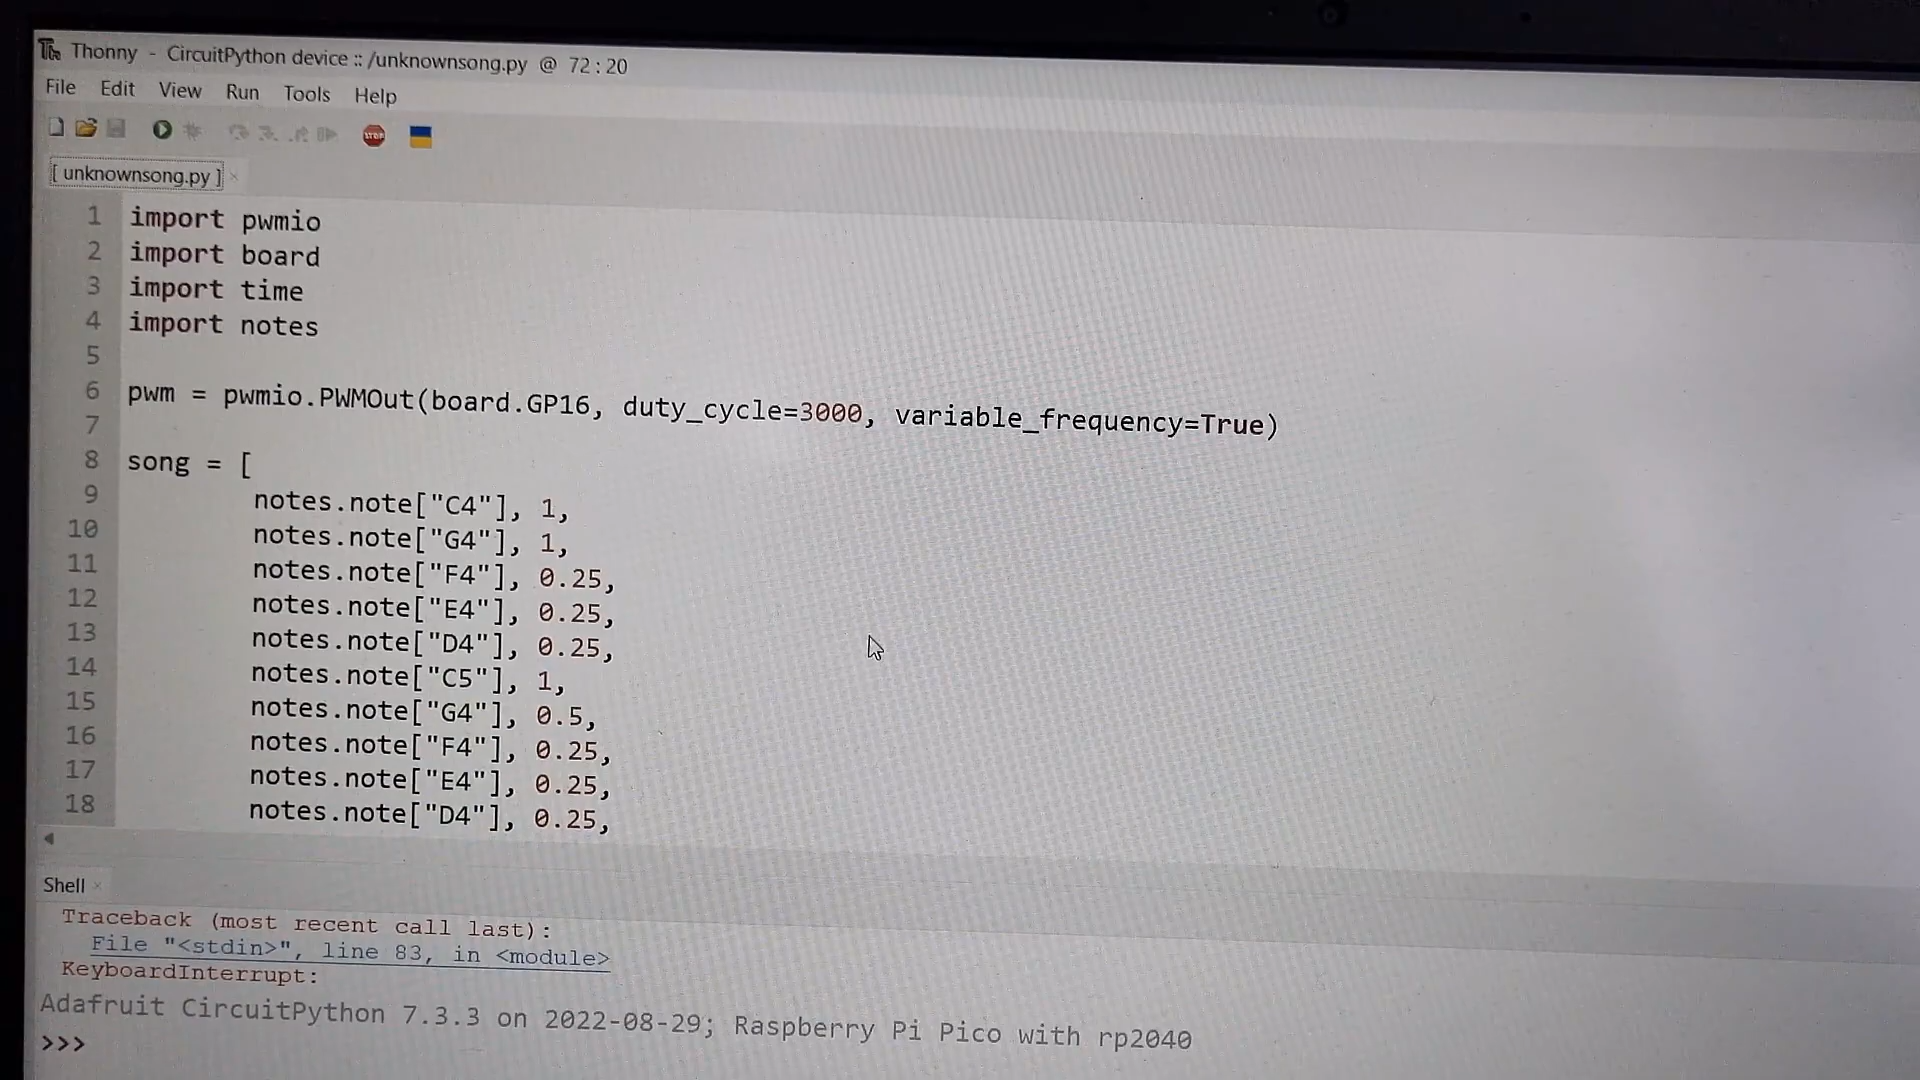 Thonny - CircuitPython device :: /unknownsong.py @ 72 : 20
File Edit View Run Tools Help
STOP
[ unknownsong.py ] ×
1 import pwmio
2 import board
3 import time
4 import notes
5
6 pwm = pwmio.PWMOut(board.GP16, duty_cycle=3000, variable_frequency=True)
7
8 song = [
9 notes.note["C4"], 1,
10 notes.note["G4"], 1,
11 notes.note["F4"], 0.25,
12 notes.note["E4"], 0.25,
13 notes.note["D4"], 0.25,
14 notes.note["C5"], 1,
15 notes.note["G4"], 0.5,
16 notes.note["F4"], 0.25,
17 notes.note["E4"], 0.25,
18 notes.note["D4"], 0.25,
Shell ×
Traceback (most recent call last):
File "<stdin>", line 83, in <module>
KeyboardInterrupt:
Adafruit CircuitPython 7.3.3 on 2022-08-29; Raspberry Pi Pico with rp2040
>>>